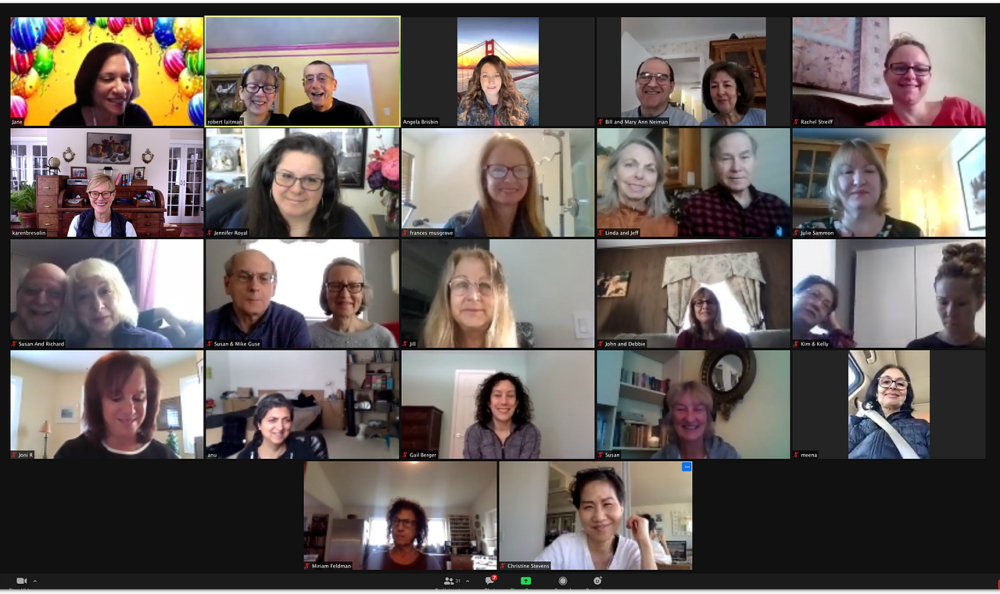 Jane
robert laitman
Angela Brisbin
Bill and Mary Ann Neiman
Rachel Streiff
karenbresolin
Jennifer Royal
frances musgrove
Linda and Jeff
Julie Sammon
Susan And Richard
Susan & Mike Guse
Jill
John and Debbie
Kim & Kelly
Joni R
anu
Gail Berger
Susan
meena
Miriam Feldman
Christine Stevens
31
7